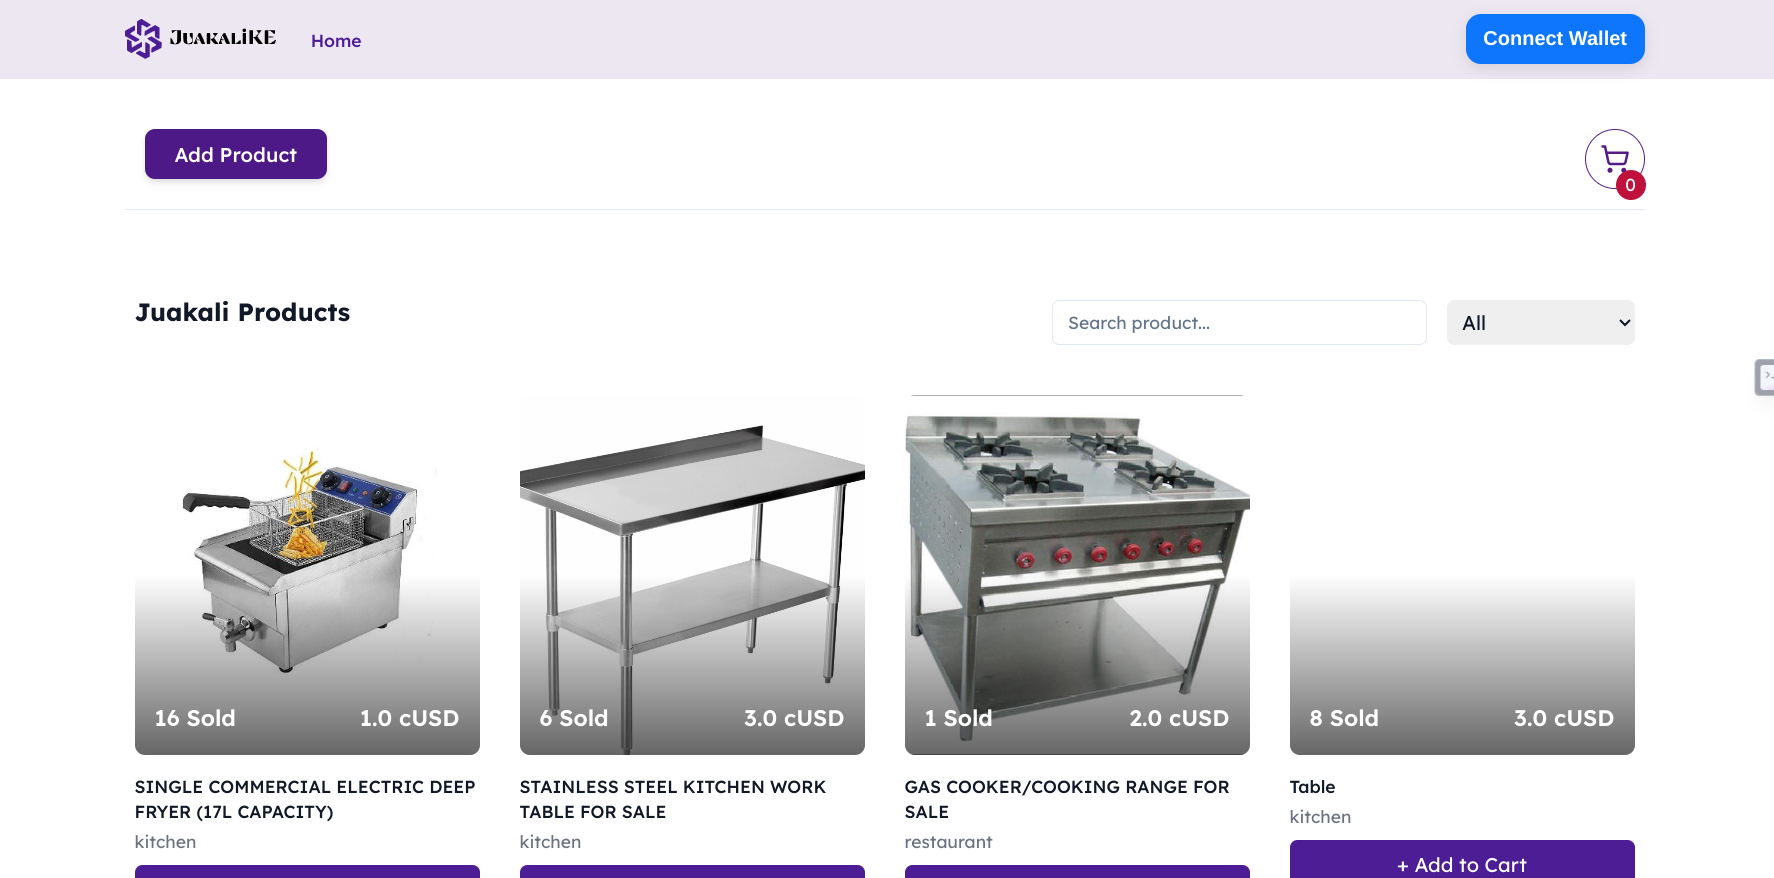 JUAKALIKE
Home
Connect Wallet
Add Product
0
Juakali Products
Search product...
All
16 Sold
1.0 cUSD
6 Sold
3.0 cUSD
1 Sold
2.0 cUSD
8 Sold
3.0 cUSD
SINGLE COMMERCIAL ELECTRIC DEEP
FRYER (17L CAPACITY)
kitchen
STAINLESS STEEL KITCHEN WORK
TABLE FOR SALE
kitchen
GAS COOKER/COOKING RANGE FOR
SALE
restaurant
Table
kitchen
+ Add to Cart